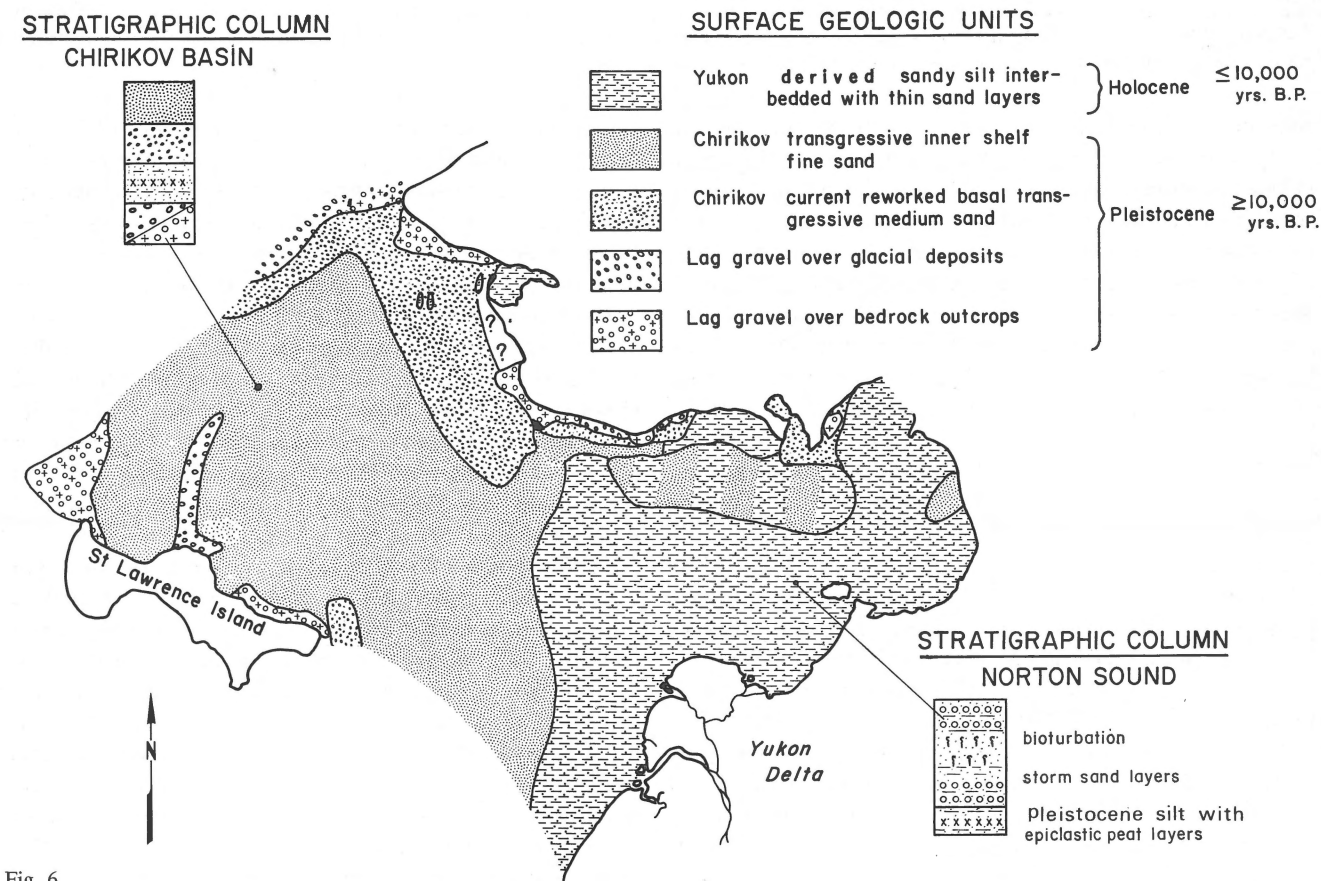 STRATIGRAPHIC COLUMN
CHIRIKOV BASIN
SURFACE GEOLOGIC UNITS
Yukon derived sandy silt inter-
bedded with thin sand layers
Holocene
≤10,000
yrs. B.P.
Chirikov transgressive inner shelf
fine sand
Chirikov current reworked basal trans-
gressive medium sand
Pleistocene
≥10,000
yrs. B.P.
Lag gravel over glacial deposits
Lag gravel over bedrock outcrops
?
?
St Lawrence Island
N
Yukon
Delta
STRATIGRAPHIC COLUMN
NORTON SOUND
bioturbation
storm sand layers
Pleistocene silt with
epiclastic peat layers
Fig. 6